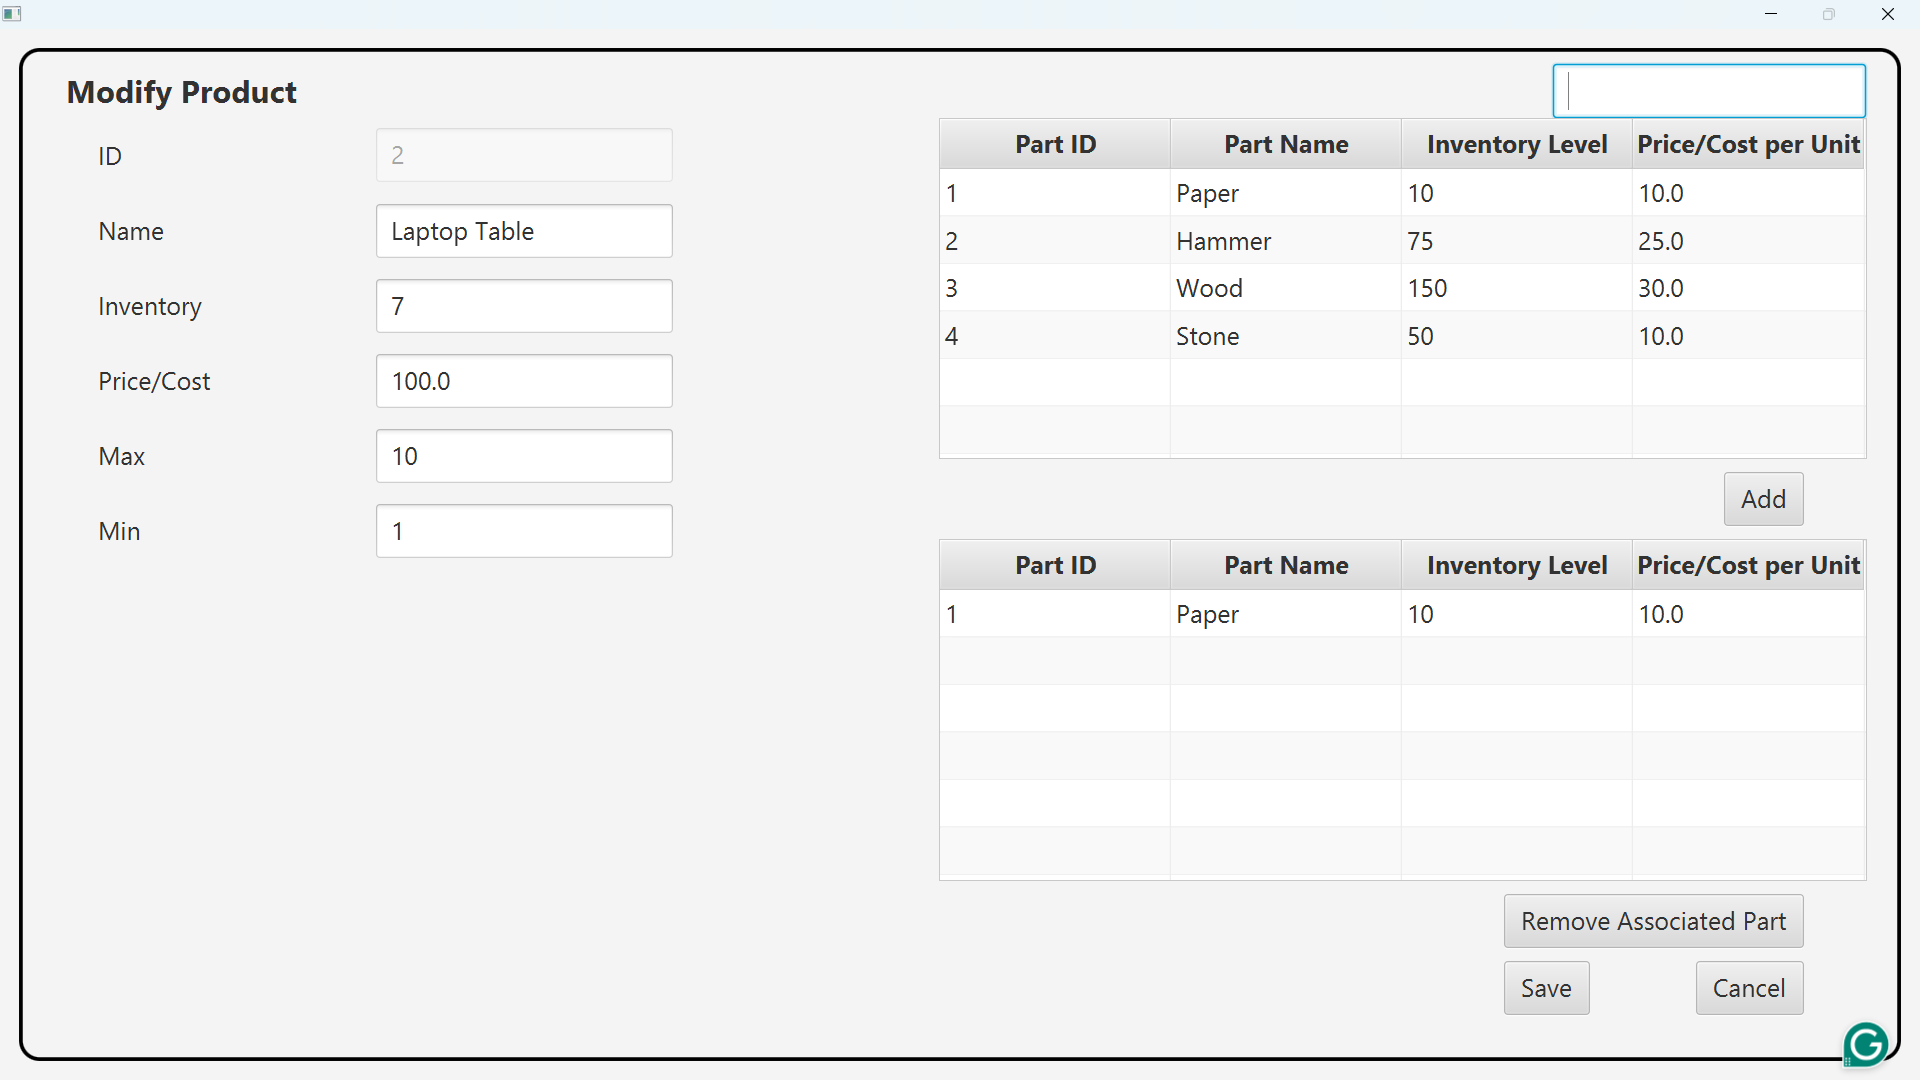 Modify Product
ID 2
Name Laptop Table
Inventory 7
Price/Cost 100.0
Max 10
Min 1
Part ID Part Name Inventory Level Price/Cost per Unit
1 Paper 10 10.0
2 Hammer 75 25.0
3 Wood 150 30.0
4 Stone 50 10.0
Add
Part ID Part Name Inventory Level Price/Cost per Unit
1 Paper 10 10.0
Remove Associated Part
Save Cancel